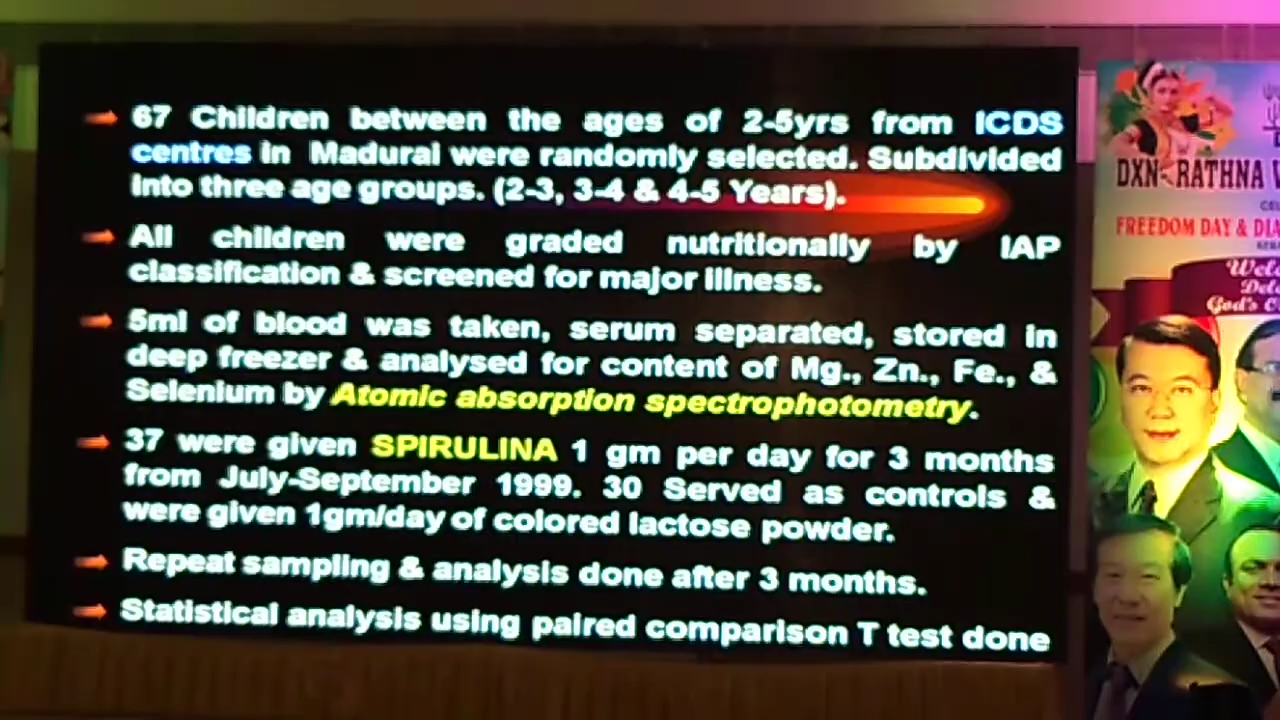 67 Children between the ages of 2-5yrs from ICDS
centres in Madurai were randomly selected. Subdivided
into three age groups. (2-3, 3-4 & 4-5 Years).
All children were graded nutritionally by IAP
classification & screened for major illness.
5ml of blood was taken, serum separated, stored in
deep freezer & analysed for content of Mg., Zn., Fe., &
Selenium by Atomic absorption spectrophotometry.
37 were given SPIRULINA 1 gm per day for 3 months
from July-September 1999. 30 Served as controls &
were given 1gm/day of colored lactose powder.
Repeat sampling & analysis done after 3 months.
Statistical analysis using paired comparison T test done
DXN- RATHNA
FREEDOM DAY &
God's